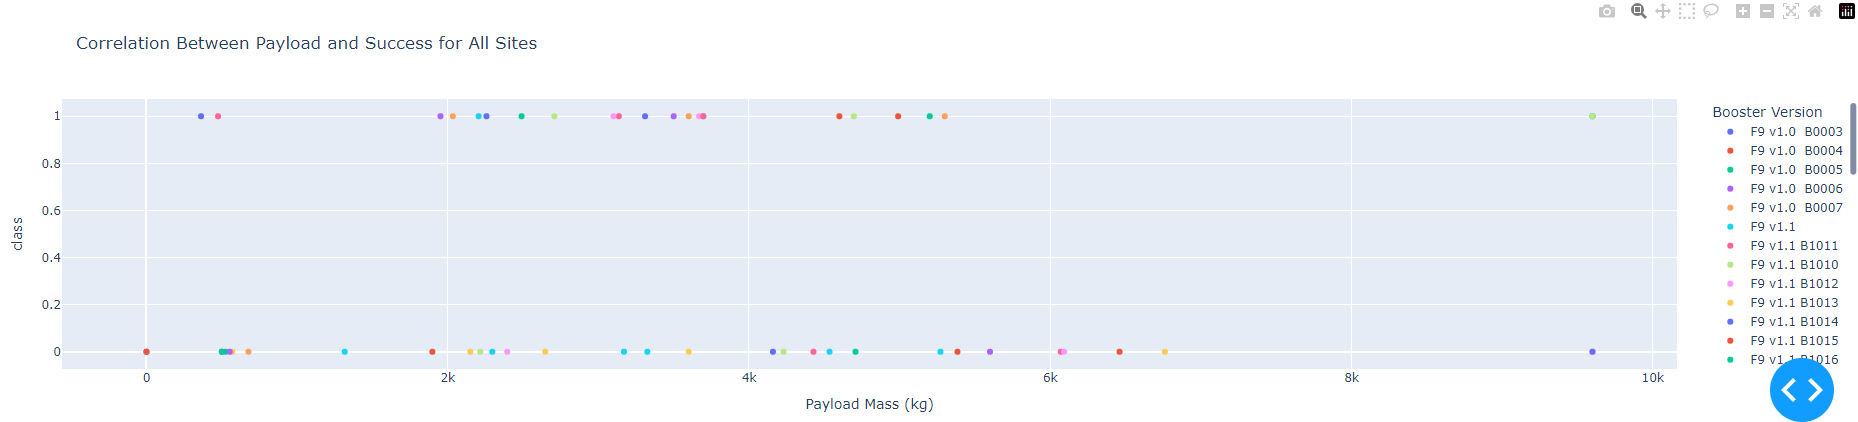 Correlation Between Payload and Success for All Sites
1
0.8
0.6
0.4
0.2
0
class
0 2k 4k 6k 8k 10k
Payload Mass (kg)
Booster Version
F9 v1.0  B0003
F9 v1.0  B0004
F9 v1.0  B0005
F9 v1.0  B0006
F9 v1.0  B0007
F9 v1.1
F9 v1.1 B1011
F9 v1.1 B1010
F9 v1.1 B1012
F9 v1.1 B1013
F9 v1.1 B1014
F9 v1.1 B1015
F9 v1.1 B1016